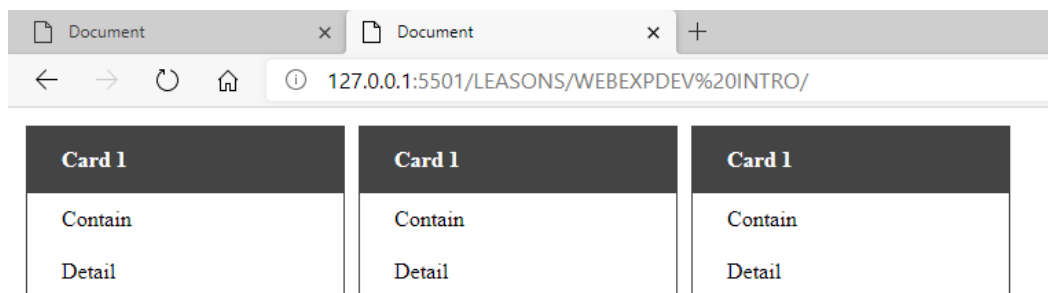 Document Document
127.0.0.1:5501/LEASONS/WEBEXPDEV%20INTRO/
Card 1 Card 1 Card 1
Contain Contain Contain
Detail Detail Detail